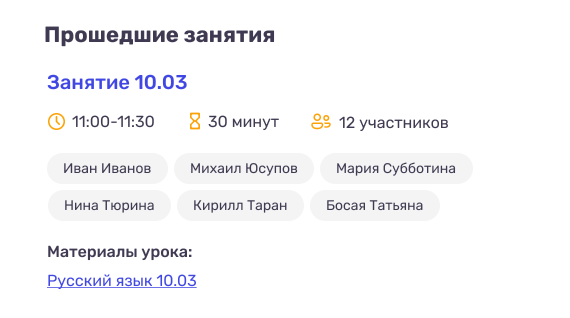 Прошедшие занятия
Занятие 10.03
11:00-11:30 30 минут 12 участников
Иван Иванов Михаил Юсупов Мария Субботина
Нина Тюрина Кирилл Таран Босая Татьяна
Материалы урока:
Русский язык 10.03